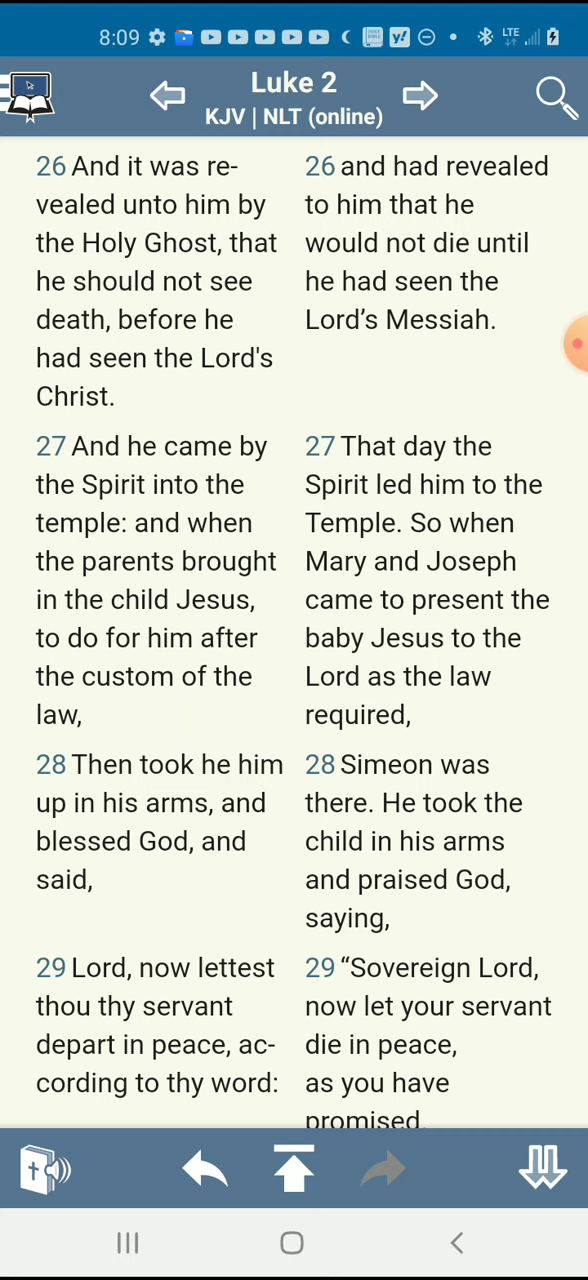 8:09
LTE
Luke 2
KJV | NLT (online)
26 And it was re-
vealed unto him by
the Holy Ghost, that
he should not see
death, before he
had seen the Lord's
Christ.
26 and had revealed
to him that he
would not die until
he had seen the
Lord’s Messiah.
27 And he came by
the Spirit into the
temple: and when
the parents brought
in the child Jesus,
to do for him after
the custom of the
law,
27 That day the
Spirit led him to the
Temple. So when
Mary and Joseph
came to present the
baby Jesus to the
Lord as the law
required,
28 Then took he him
up in his arms, and
blessed God, and
said,
28 Simeon was
there. He took the
child in his arms
and praised God,
saying,
29 Lord, now lettest
thou thy servant
depart in peace, ac-
cording to thy word:
29 “Sovereign Lord,
now let your servant
die in peace,
as you have
promised.